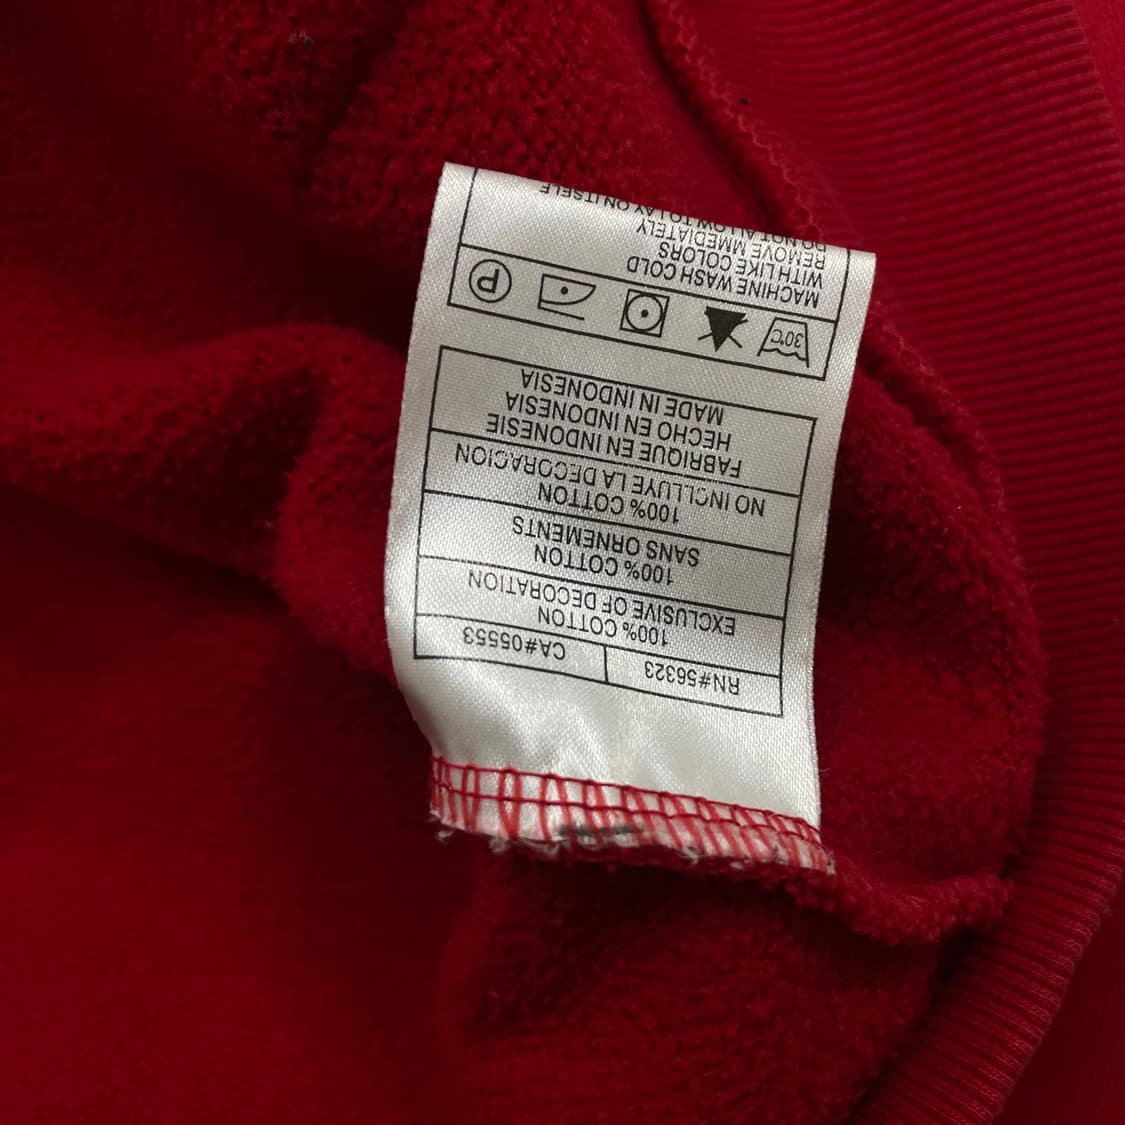 RN#56323
CA#05553
100% COTTON
EXCLUSIVE OF DECORATION
100% COTTON
SANS ORNEMENTS
100% COTTON
NO INCLUYE LA DECORACION
FABRIQUE EN INDONESIE
HECHO EN INDONESIA
MADE IN INDONESIA
30°C
P
MACHINE WASH COLD
WITH LIKE COLORS
REMOVE IMMEDIATELY
DO NOT ALLOW TO LAY ON ITSELF